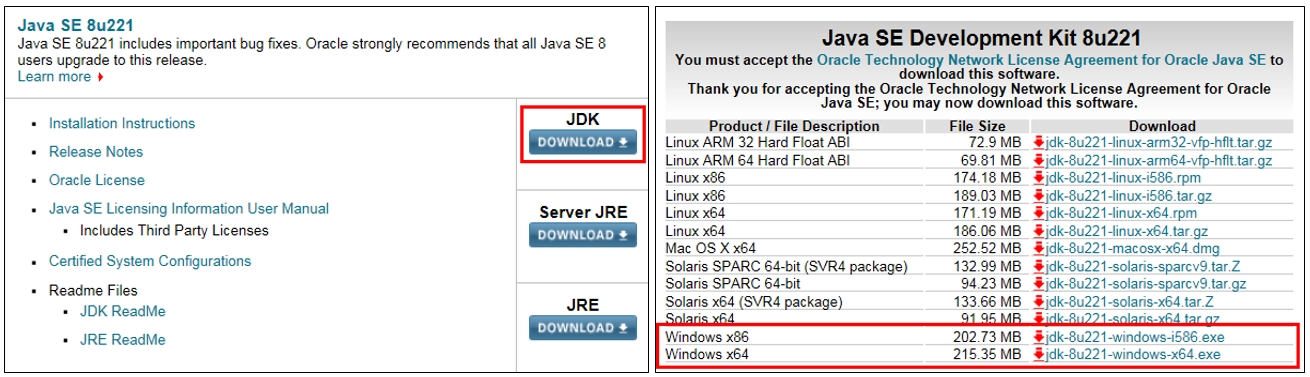 Java SE 8u221
Java SE 8u221 includes important bug fixes. Oracle strongly recommends that all Java SE 8
users upgrade to this release.
Learn more
Installation Instructions
Release Notes
Oracle License
Java SE Licensing Information User Manual
Includes Third Party Licenses
Certified System Configurations
Readme Files
JDK ReadMe
JRE ReadMe
JDK
DOWNLOAD
Server JRE
DOWNLOAD
JRE
DOWNLOAD
Java SE Development Kit 8u221
You must accept the Oracle Technology Network License Agreement for Oracle Java SE to
download this software.
Thank you for accepting the Oracle Technology Network License Agreement for Oracle
Java SE; you may now download this software.
Product / File Description File Size Download
Linux ARM 32 Hard Float ABI 72.9 MB jdk-8u221-linux-arm32-vfp-hflt.tar.gz
Linux ARM 64 Hard Float ABI 69.81 MB jdk-8u221-linux-arm64-vfp-hflt.tar.gz
Linux x86 174.18 MB jdk-8u221-linux-i586.rpm
Linux x86 189.03 MB jdk-8u221-linux-i586.tar.gz
Linux x64 171.19 MB jdk-8u221-linux-x64.rpm
Linux x64 186.06 MB jdk-8u221-linux-x64.tar.gz
Mac OS X x64 252.52 MB jdk-8u221-macosx-x64.dmg
Solaris SPARC 64-bit (SVR4 package) 132.99 MB jdk-8u221-solaris-sparcv9.tar.Z
Solaris SPARC 64-bit 94.23 MB jdk-8u221-solaris-sparcv9.tar.gz
Solaris x64 (SVR4 package) 133.66 MB jdk-8u221-solaris-x64.tar.Z
Solaris x64 91.95 MB jdk-8u221-solaris-x64.tar.gz
Windows x86 202.73 MB jdk-8u221-windows-i586.exe
Windows x64 215.35 MB jdk-8u221-windows-x64.exe